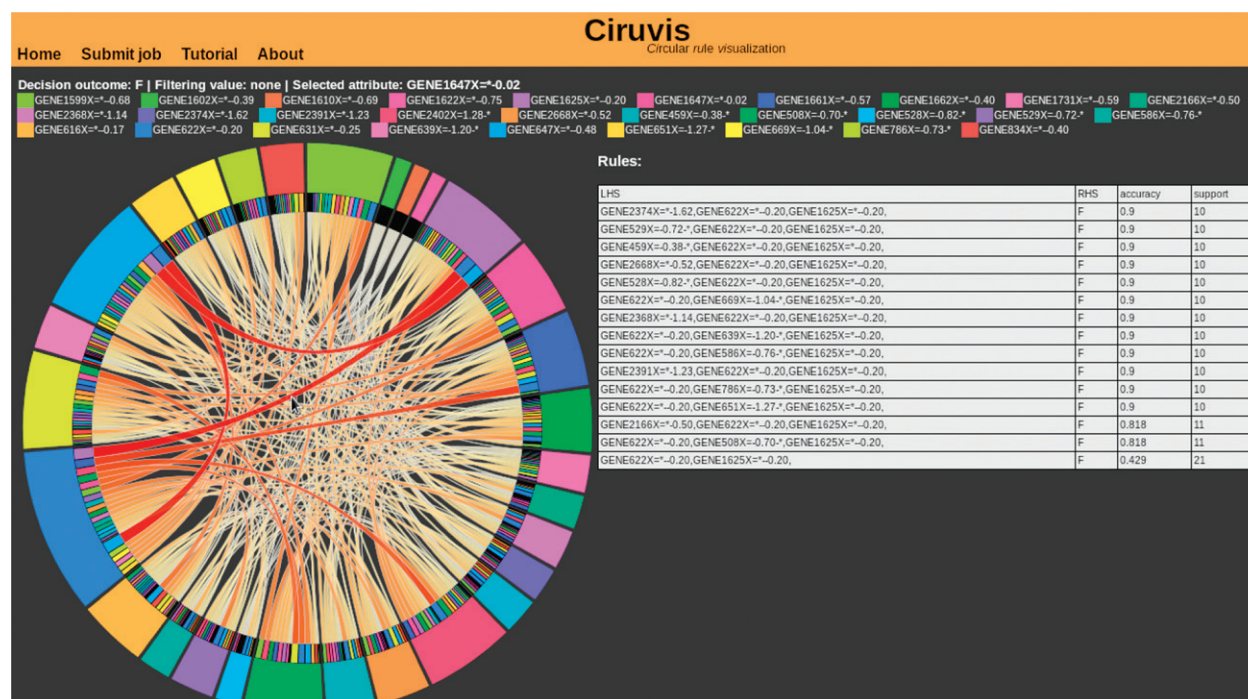 Ciruvis
Circular rule visualization
Home Submit job Tutorial About
Decision outcome: F | Filtering value: none | Selected attribute: GENE1647X=*-0.02
GENE1599X=*--0.68 GENE1602X=*--0.39 GENE1610X=*--0.69 GENE1622X=*--0.75 GENE1625X=*--0.20 GENE1647X=*-0.02 GENE1661X=*--0.57 GENE1662X=*--0.40 GENE1731X=*--0.59 GENE2166X=*-0.50
GENE2368X=*-1.14 GENE2374X=*-1.62 GENE2391X=*-1.23 GENE2402X=1.28-* GENE2668X=*-0.52 GENE459X=-0.38-* GENE508X=-0.70-* GENE528X=-0.82-* GENE529X=-0.72-* GENE586X=-0.76-*
GENE616X=*--0.17 GENE622X=*--0.20 GENE631X=*--0.25 GENE639X=-1.20-* GENE647X=*--0.48 GENE651X=-1.27-* GENE669X=-1.04-* GENE786X=-0.73-* GENE834X=*--0.40
Rules:
LHS RHS accuracy support
GENE2374X=*-1.62,GENE622X=*--0.20,GENE1625X=*--0.20, F 0.9 10
GENE529X=-0.72-*,GENE622X=*--0.20,GENE1625X=*--0.20, F 0.9 10
GENE459X=-0.38-*,GENE622X=*--0.20,GENE1625X=*--0.20, F 0.9 10
GENE2668X=*-0.52,GENE622X=*--0.20,GENE1625X=*--0.20, F 0.9 10
GENE528X=-0.82-*,GENE622X=*--0.20,GENE1625X=*--0.20, F 0.9 10
GENE622X=*--0.20,GENE669X=-1.04-*,GENE1625X=*--0.20, F 0.9 10
GENE2368X=*-1.14,GENE622X=*--0.20,GENE1625X=*--0.20, F 0.9 10
GENE622X=*--0.20,GENE639X=-1.20-*,GENE1625X=*--0.20, F 0.9 10
GENE622X=*--0.20,GENE586X=-0.76-*,GENE1625X=*--0.20, F 0.9 10
GENE2391X=*-1.23,GENE622X=*--0.20,GENE1625X=*--0.20, F 0.9 10
GENE622X=*--0.20,GENE786X=-0.73-*,GENE1625X=*--0.20, F 0.9 10
GENE622X=*--0.20,GENE651X=-1.27-*,GENE1625X=*--0.20, F 0.9 10
GENE2166X=*-0.50,GENE622X=*--0.20,GENE1625X=*--0.20, F 0.818 11
GENE622X=*--0.20,GENE508X=-0.70-*,GENE1625X=*--0.20, F 0.818 11
GENE622X=*--0.20,GENE1625X=*--0.20, F 0.429 21